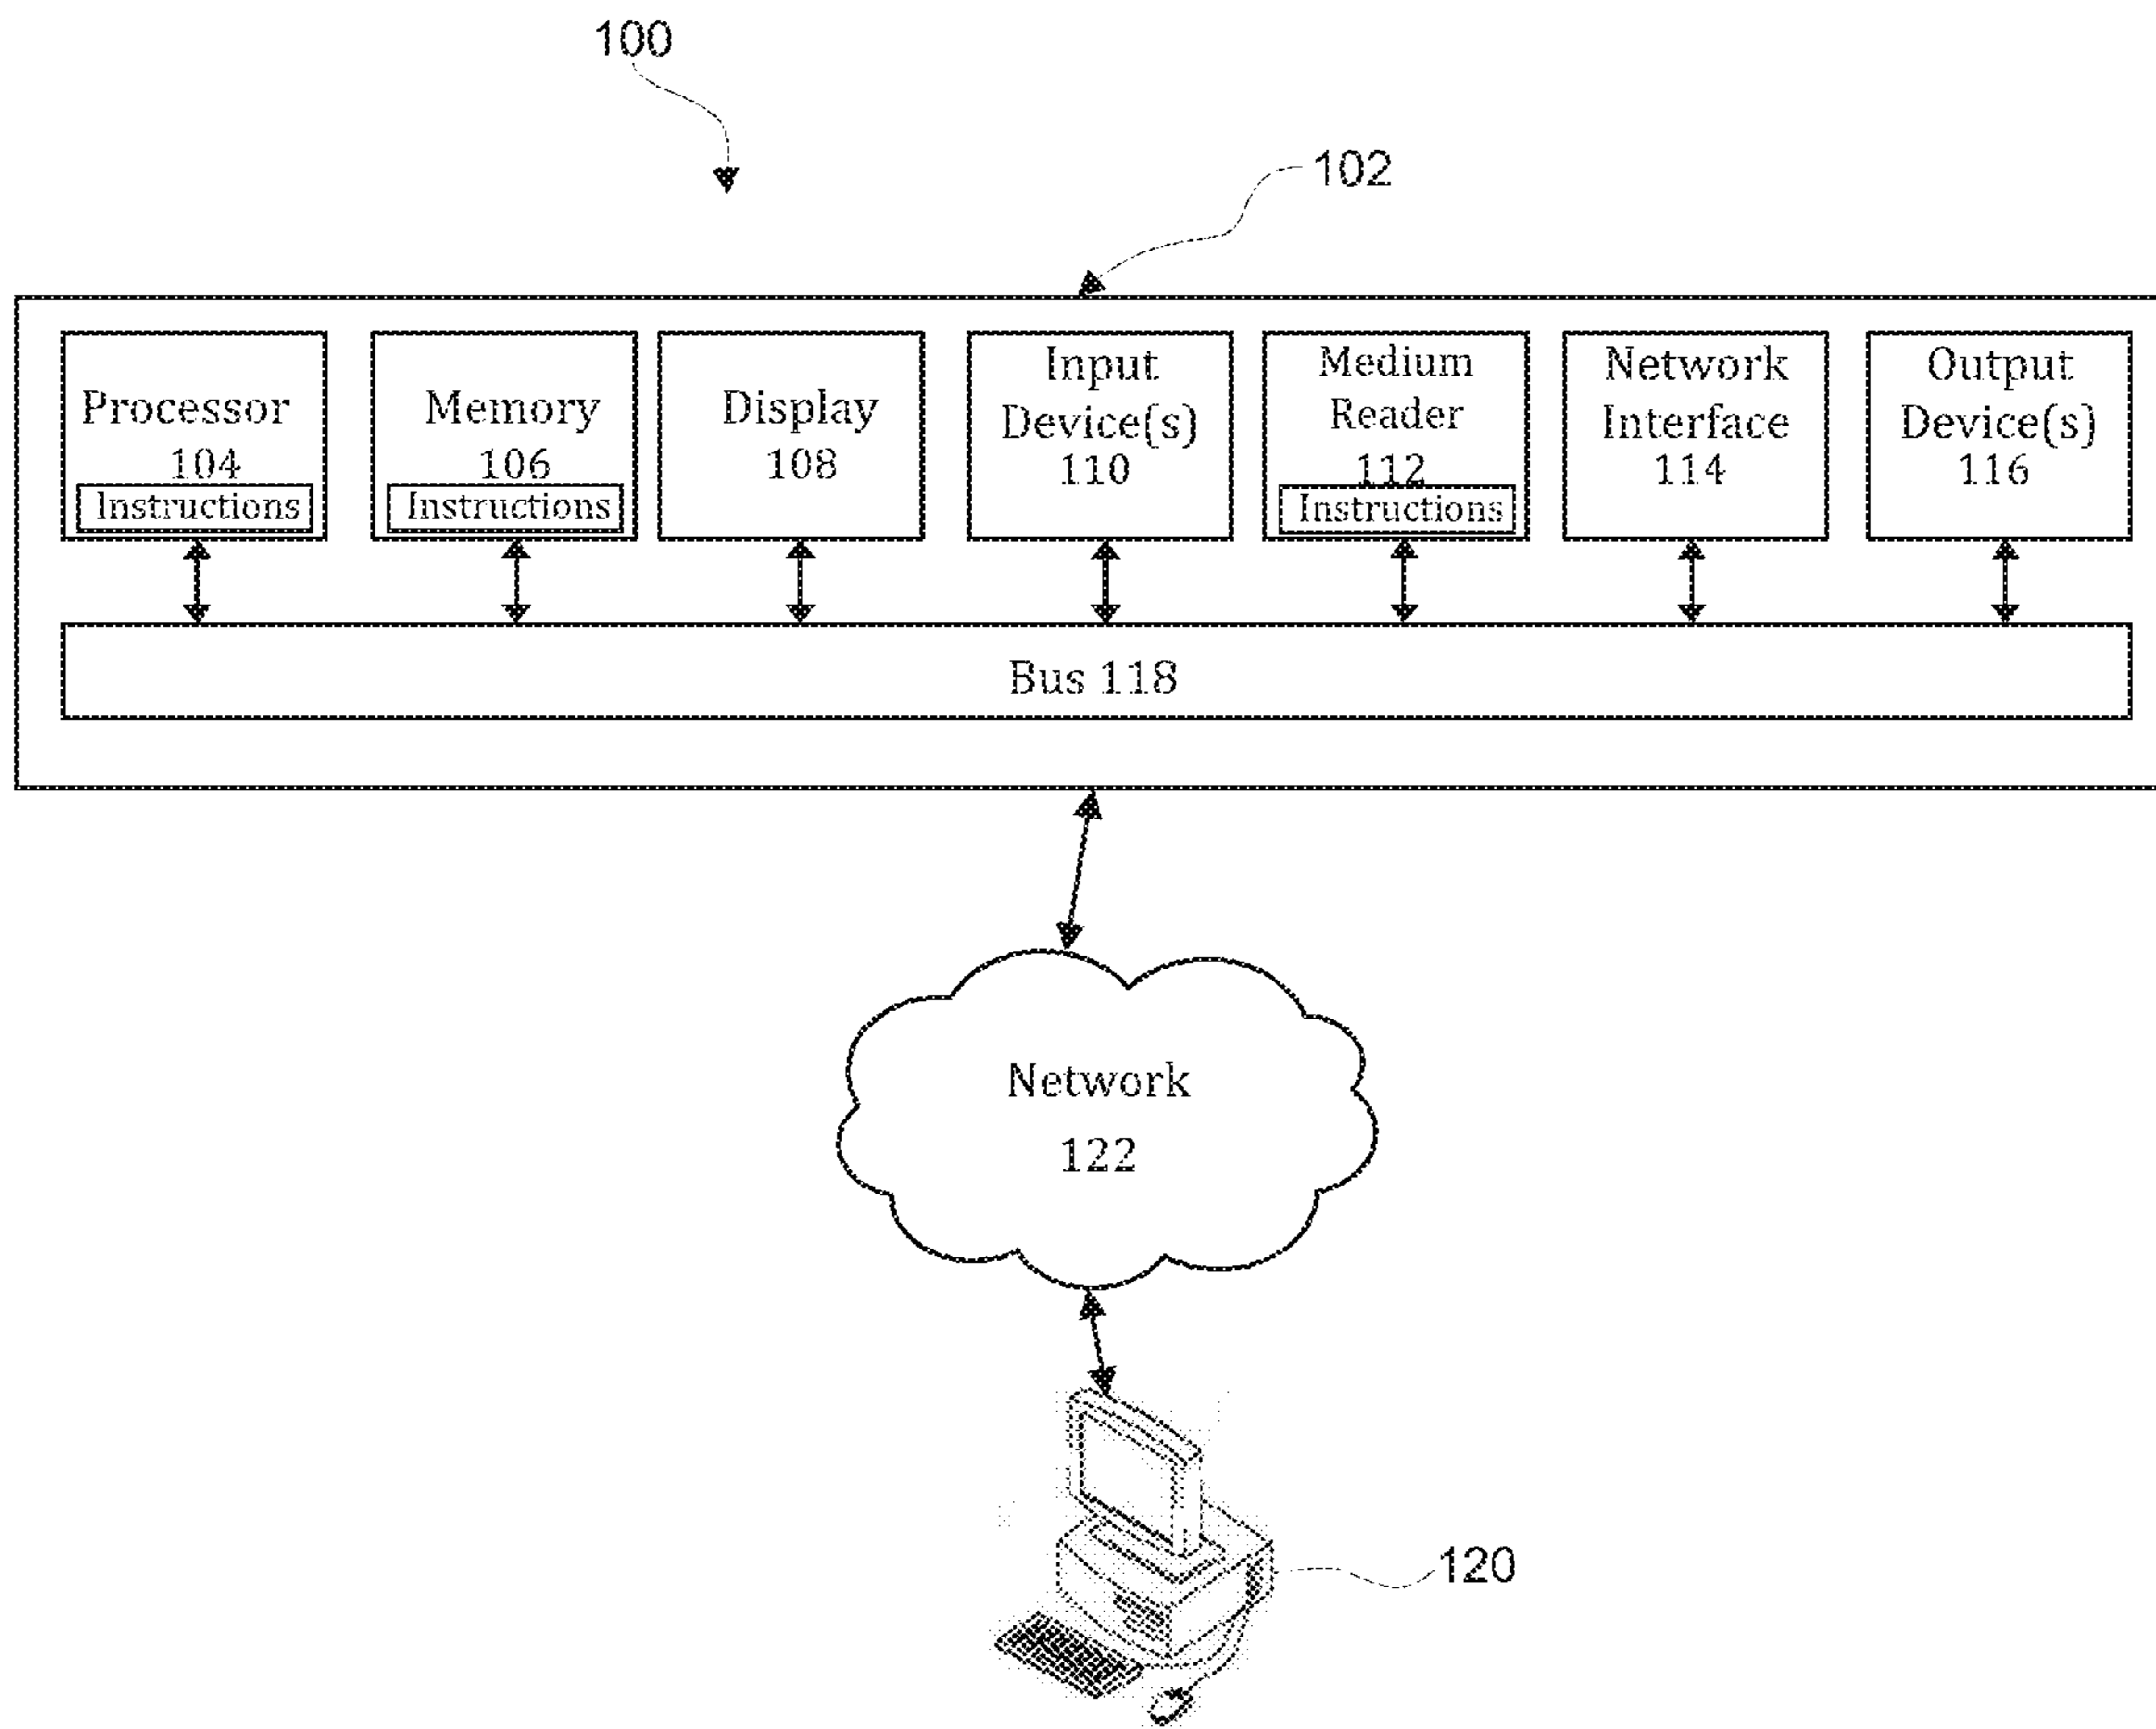 100
102
Processor
104
Instructions
Memory
106
Instructions
Display
108
Input
Device(s)
110
Medium
Reader
112
Instructions
Network
Interface
114
Output
Device(s)
116
Bus 118
Network
122
120